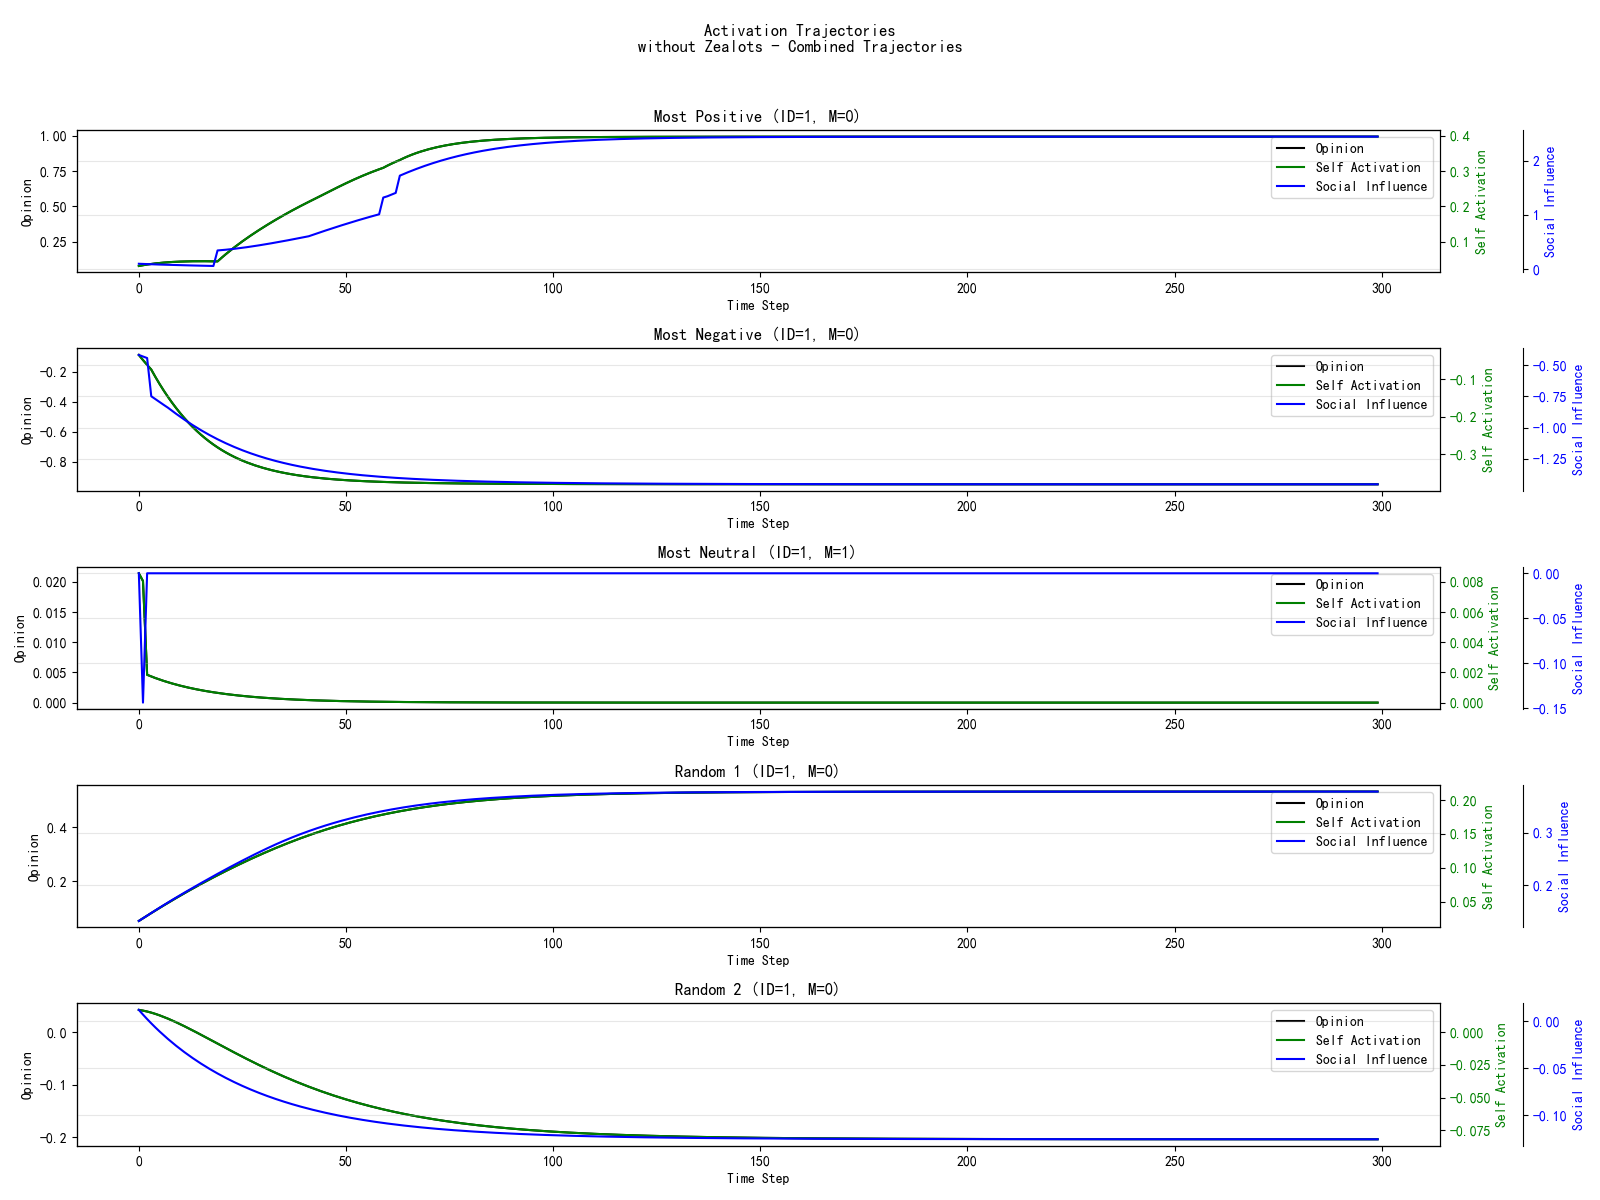 Activation Trajectories
without Zealots - Combined Trajectories
Most Positive (ID=1, M=0)
1.00
0.75
0.50
0.25
Opinion
0.4
0.3
0.2
0.1
Self Activation
2
1
0
Social Influence
Opinion
Self Activation
Social Influence
0 50 100 150 200 250 300
Time Step
Most Negative (ID=1, M=0)
-0.2
-0.4
-0.6
-0.8
Opinion
-0.1
-0.2
-0.3
Self Activation
-0.50
-0.75
-1.00
-1.25
Social Influence
Opinion
Self Activation
Social Influence
0 50 100 150 200 250 300
Time Step
Most Neutral (ID=1, M=1)
0.020
0.015
0.010
0.005
0.000
Opinion
0.008
0.006
0.004
0.002
0.000
Self Activation
0.00
-0.05
-0.10
-0.15
Social Influence
Opinion
Self Activation
Social Influence
0 50 100 150 200 250 300
Time Step
Random 1 (ID=1, M=0)
0.4
0.2
Opinion
0.20
0.15
0.10
0.05
Self Activation
0.3
0.2
Social Influence
Opinion
Self Activation
Social Influence
0 50 100 150 200 250 300
Time Step
Random 2 (ID=1, M=0)
0.0
-0.1
-0.2
Opinion
0.000
-0.025
-0.050
-0.075
Self Activation
0.00
-0.05
-0.10
Social Influence
Opinion
Self Activation
Social Influence
0 50 100 150 200 250 300
Time Step